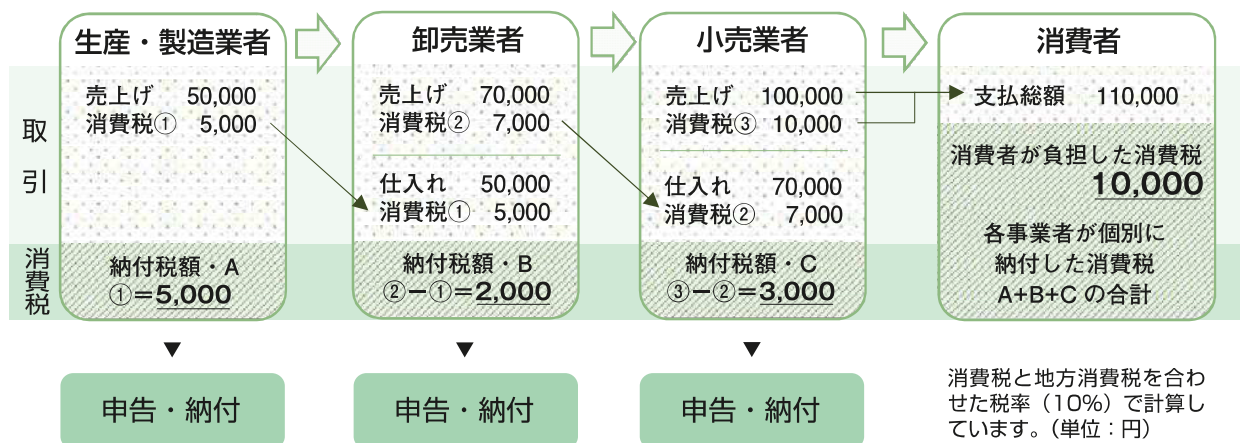 生産・製造業者
売上げ 50,000
消費税① 5,000
納付税額・A
①=5,000
申告・納付
卸売業者
売上げ 70,000
消費税② 7,000
仕入れ 50,000
消費税① 5,000
納付税額・B
②−①=2,000
申告・納付
小売業者
売上げ 100,000
消費税③ 10,000
仕入れ 70,000
消費税② 7,000
納付税額・C
③−②=3,000
申告・納付
消費者
支払総額 110,000
消費者が負担した消費税
10,000
各事業者が個別に
納付した消費税
A+B+C の合計
取引
消費税
消費税と地方消費税を合わ
せた税率（10%）で計算し
ています。（単位：円）